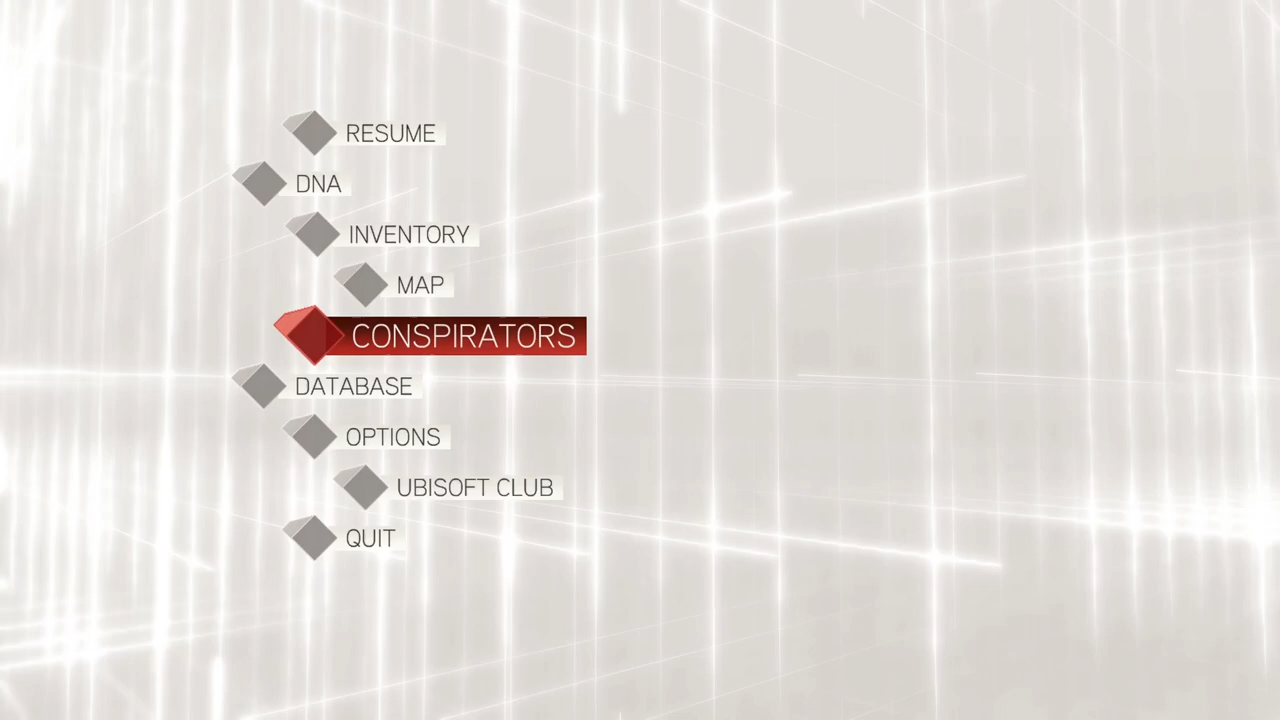 RESUME
DNA
INVENTORY
MAP
CONSPIRATORS
DATABASE
OPTIONS
UBISOFT CLUB
QUIT